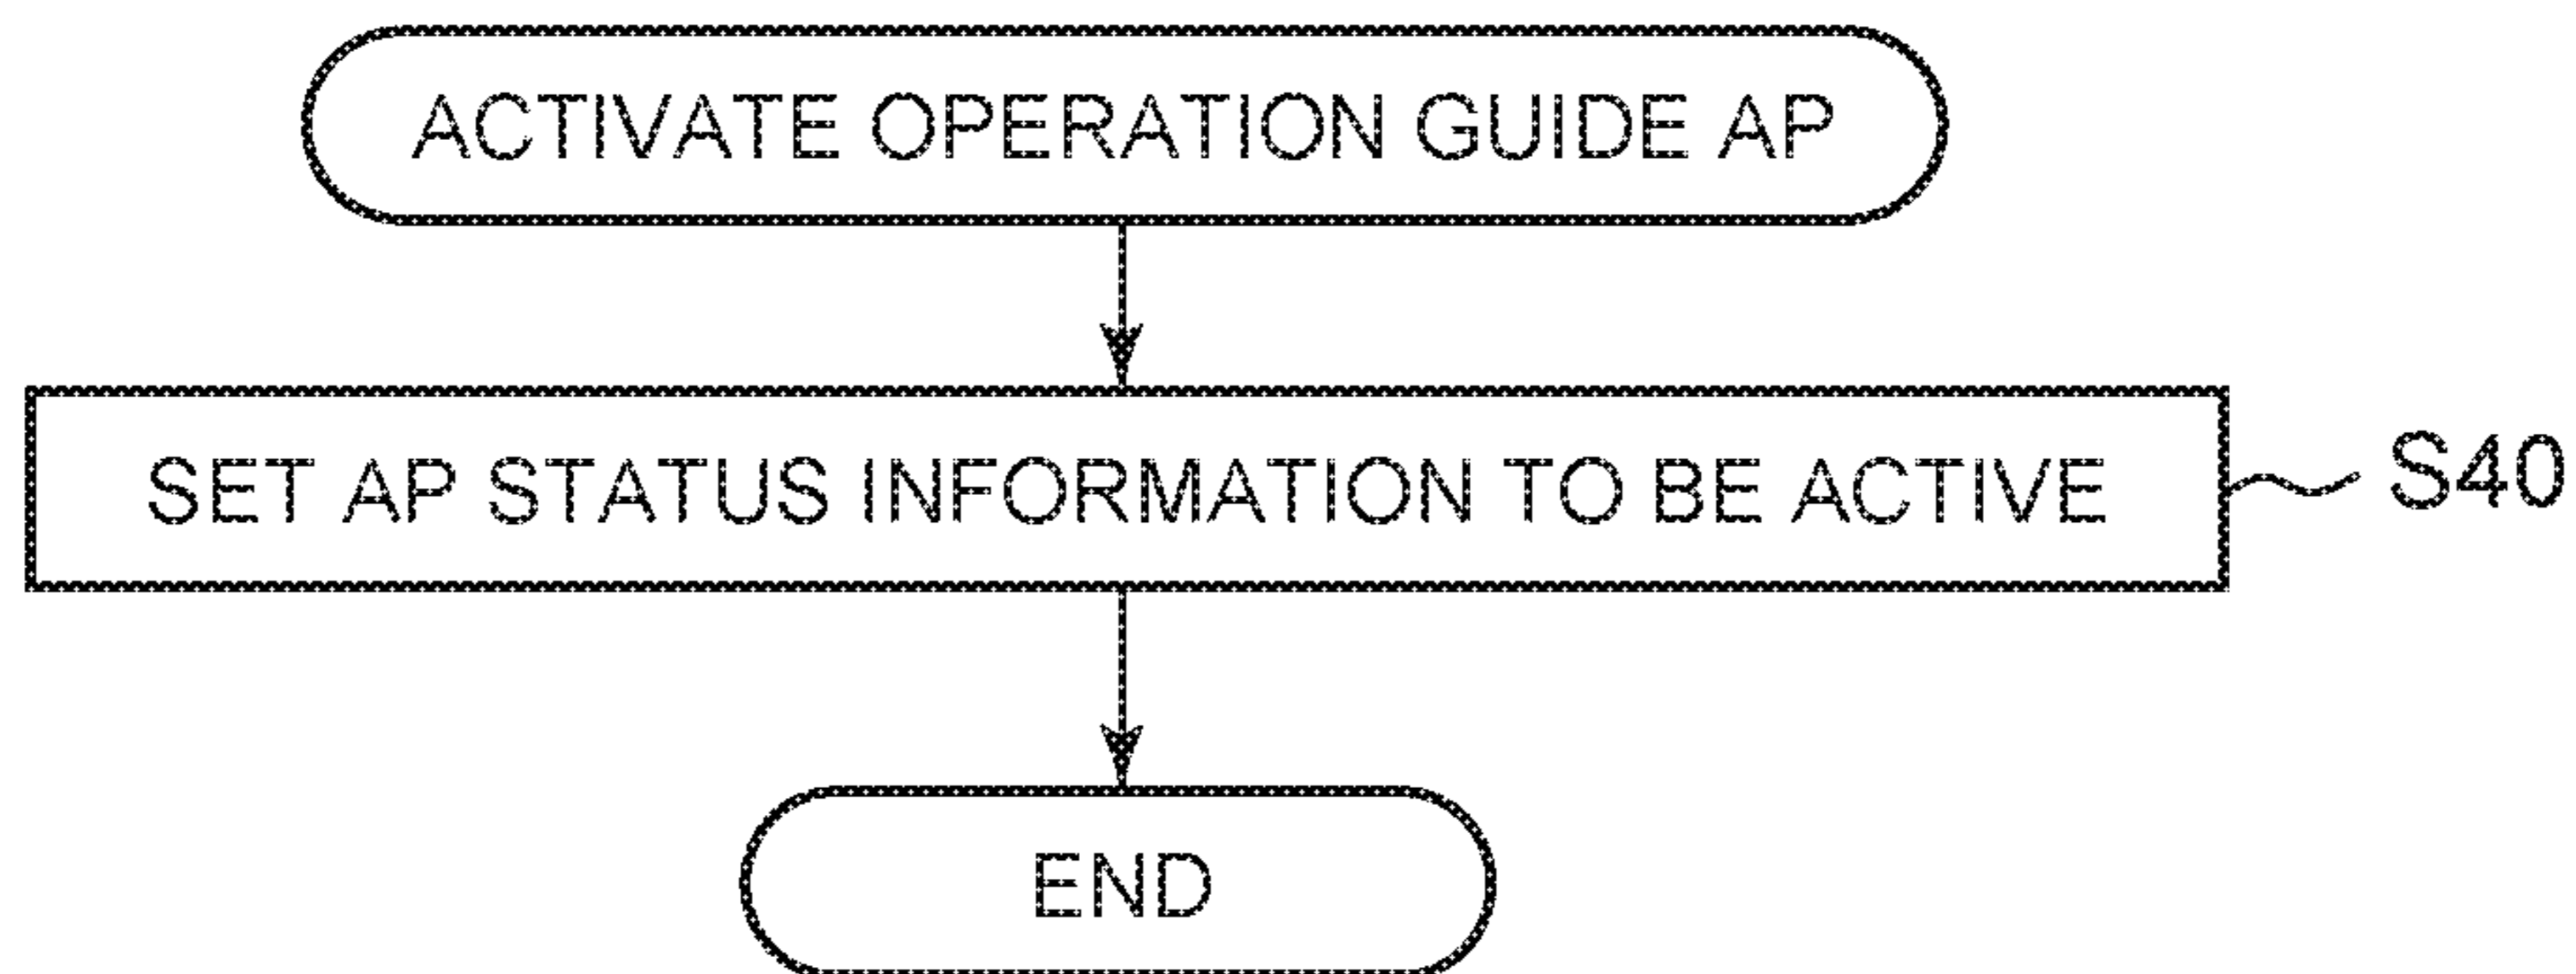 ACTIVATE OPERATION GUIDE AP
SET AP STATUS INFORMATION TO BE ACTIVE
S40
END